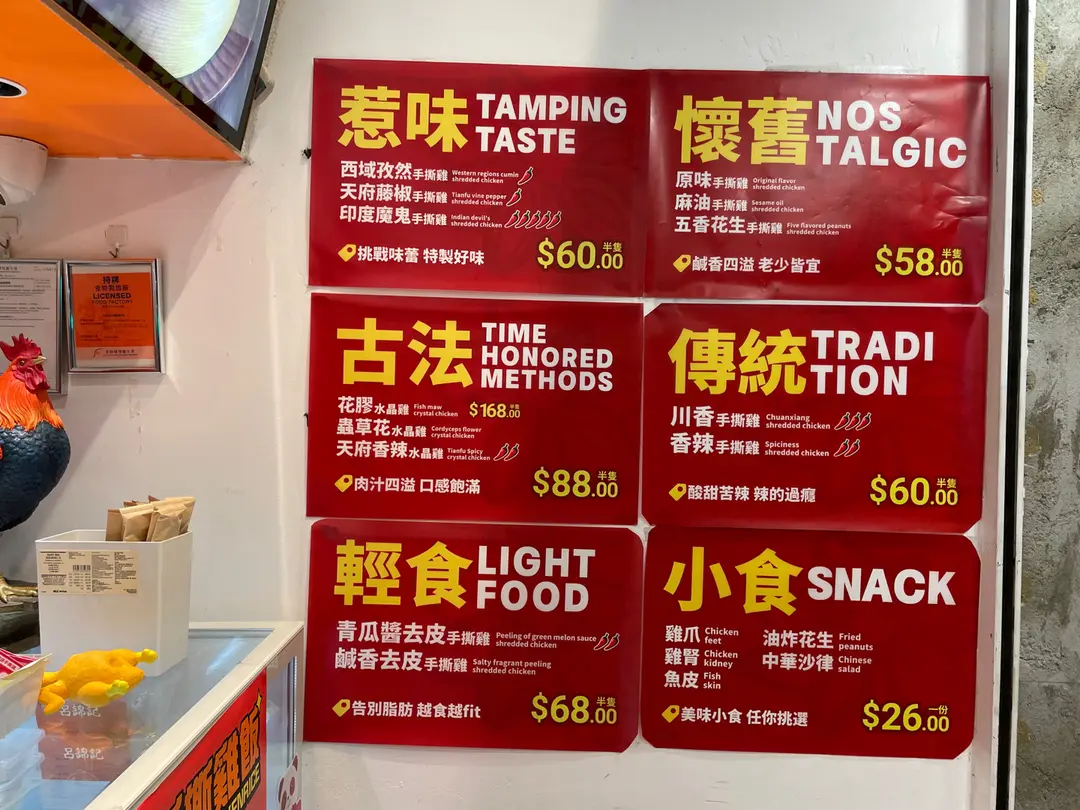 惹味 TAMPING TASTE
西域孜然手撕雞 Western regions cumin shredded chicken
天府藤椒手撕雞 Tianfu vine pepper shredded chicken
印度魔鬼手撕雞 Indian devil's shredded chicken
挑戰味蕾 特製好味
$60.00 半隻
懷舊 NOS TALGIC
原味手撕雞 Original flavor shredded chicken
麻油手撕雞 Sesame oil shredded chicken
五香花生手撕雞 Five flavored peanuts shredded chicken
鹹香四溢 老少皆宜
$58.00 半隻
古法 TIME HONORED METHODS
花膠水晶雞 Fish maw crystal chicken $168.00 半隻
蟲草花水晶雞 Cordyceps flower crystal chicken
天府香辣水晶雞 Tianfu Spicy crystal chicken
肉汁四溢 口感飽滿
$88.00 半隻
傳統 TRADI TION
川香手撕雞 Chuanxiang shredded chicken
香辣手撕雞 Spiciness shredded chicken
酸甜苦辣 辣的過癮
$60.00 半隻
輕食 LIGHT FOOD
青瓜醬去皮手撕雞 Peeling of green melon sauce shredded chicken
鹹香去皮手撕雞 Salty fragrant peeling shredded chicken
告別脂肪 越食越fit
$68.00 半隻
小食 SNACK
雞爪 Chicken feet
雞腎 Chicken kidney
魚皮 Fish skin
油炸花生 Fried peanuts
中華沙律 Chinese salad
美味小食 任你挑選
$26.00 一份
持牌
LICENSED
FOOD FACTORY
呂錦記
呂錦記
撕雞飯